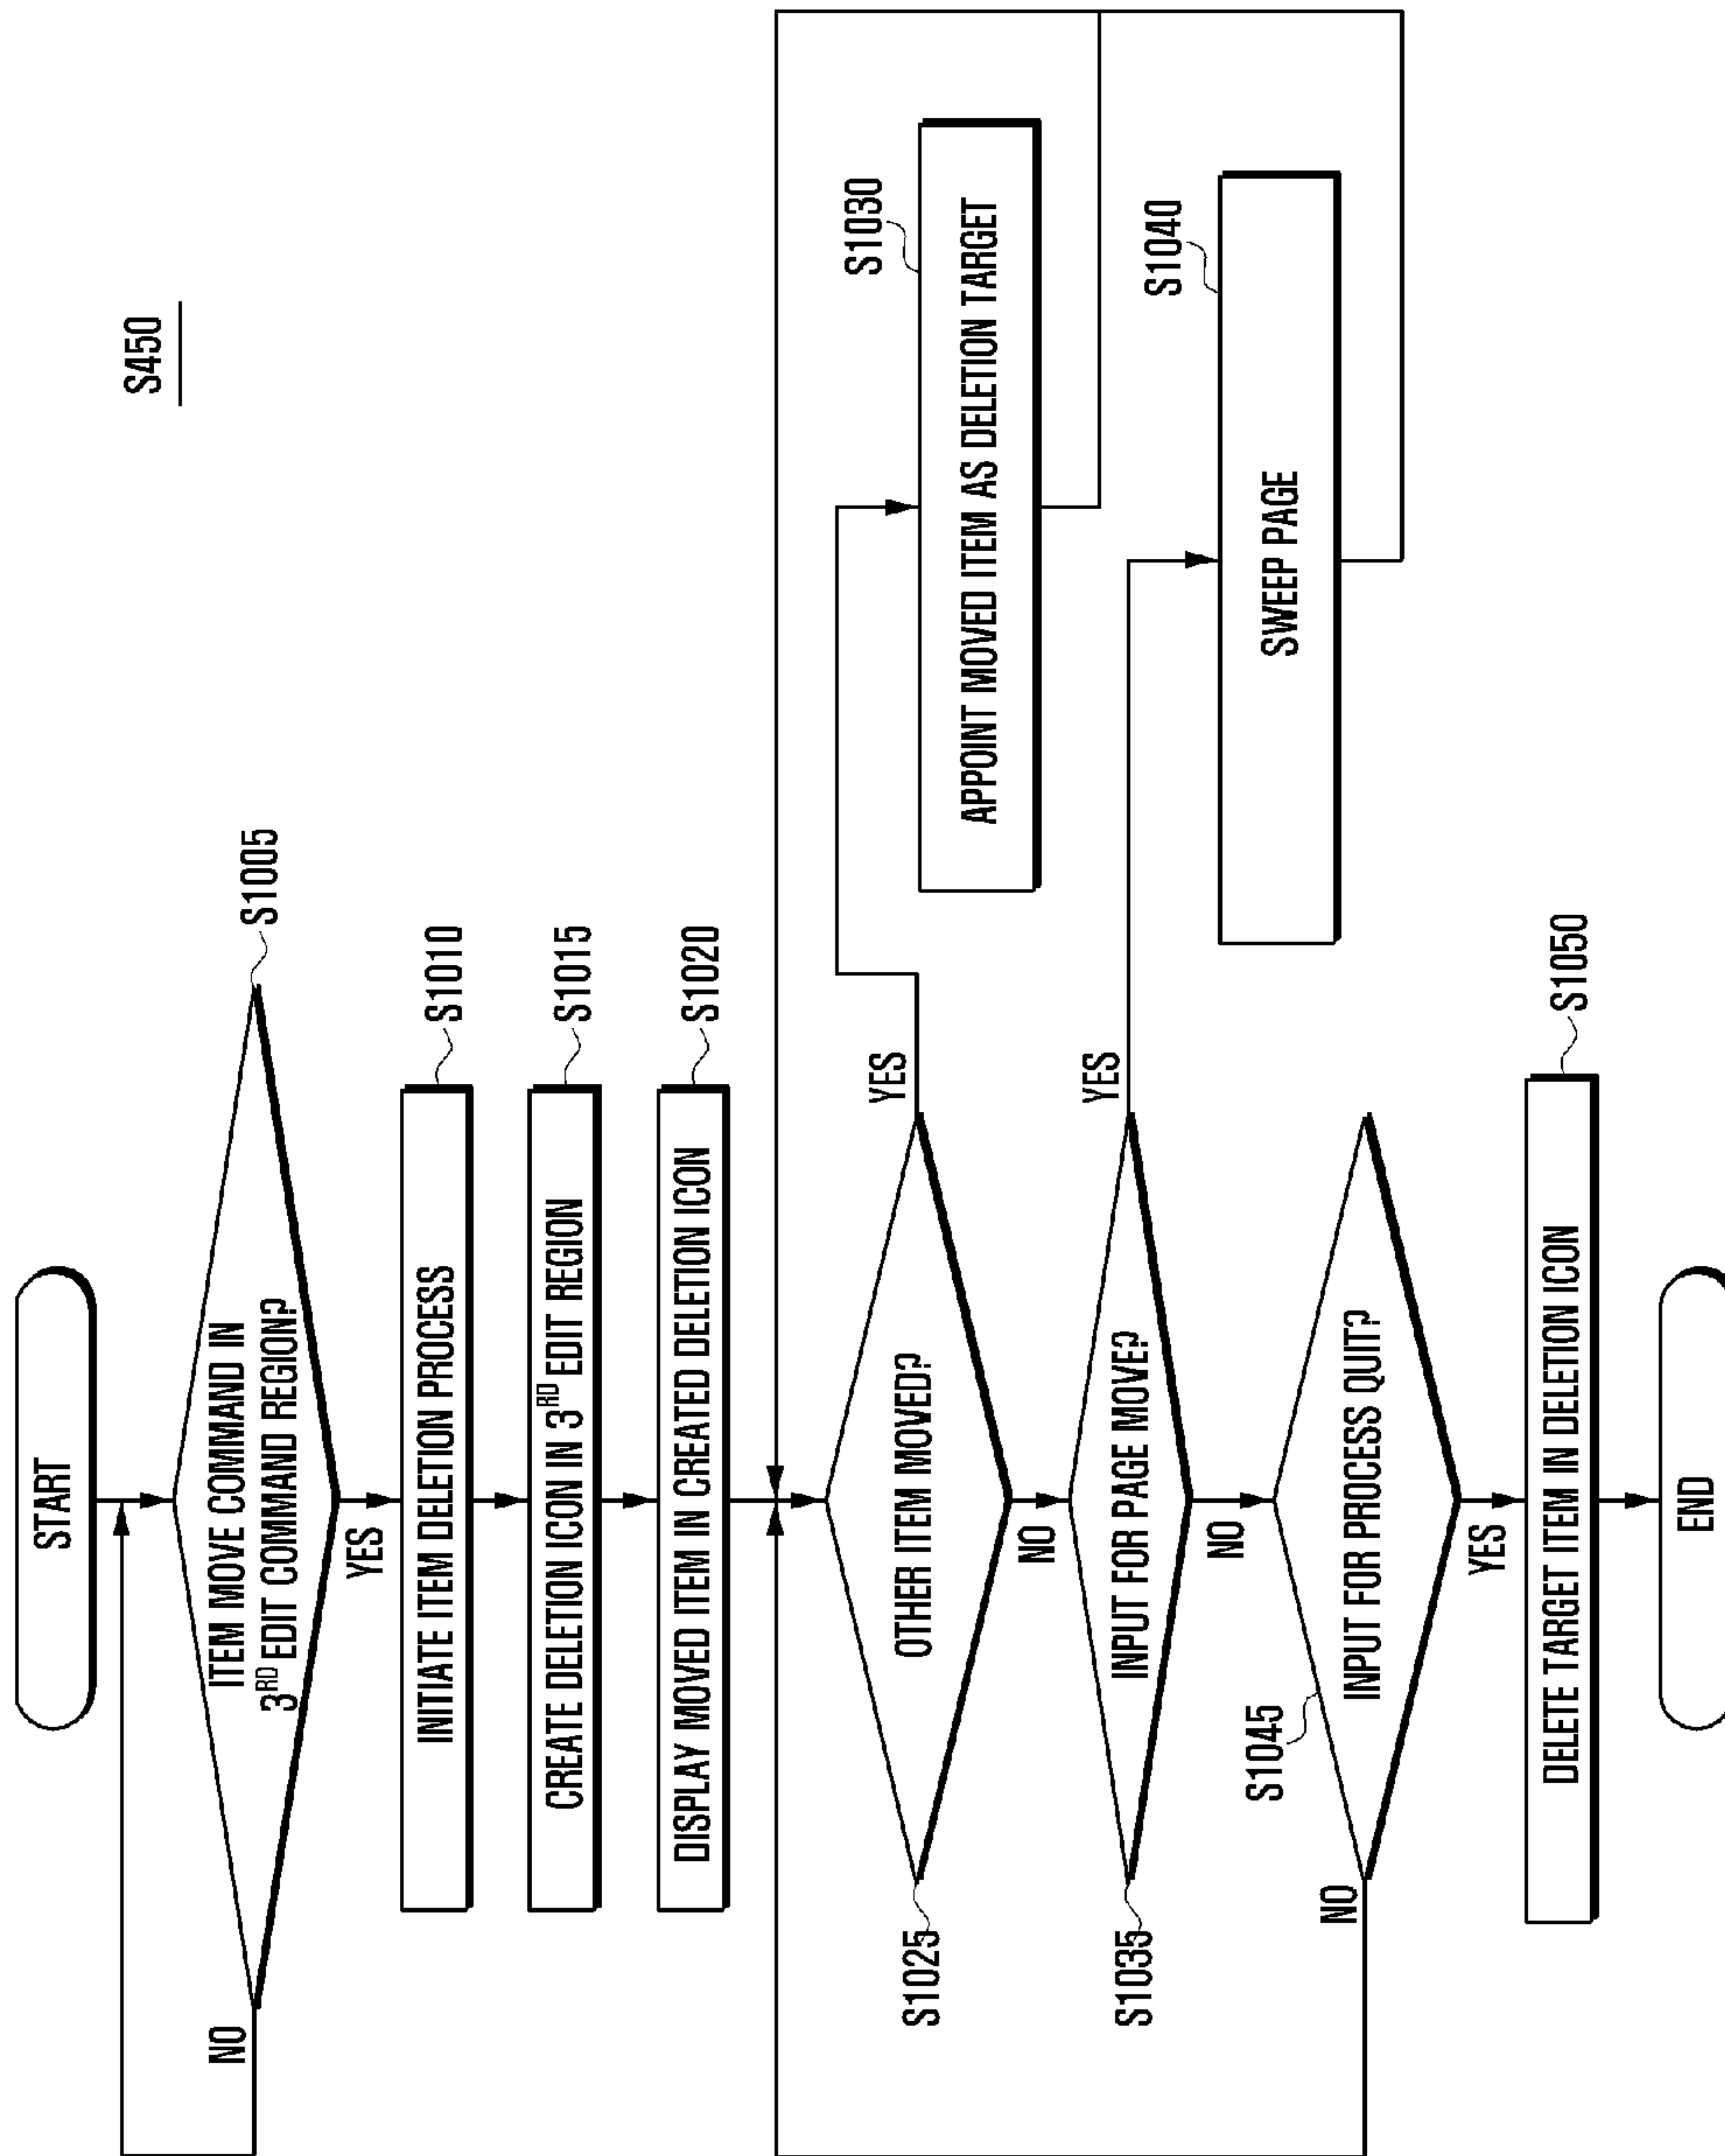 S450
START
ITEM MOVE COMMAND IN
3RD EDIT COMMAND REGION?
S1005
NO
YES
INITIATE ITEM DELETION PROCESS
S1010
CREATE DELETION ICON IN 3RD EDIT REGION
S1015
DISPLAY MOVED ITEM IN CREATED DELETION ICON
S1020
OTHER ITEM MOVED?
S1025
YES
NO
APPOINT MOVED ITEM AS DELETION TARGET
S1030
INPUT FOR PAGE MOVE?
S1035
YES
NO
SWEEP PAGE
S1040
INPUT FOR PROCESS QUIT?
S1045
NO
YES
DELETE TARGET ITEM IN DELETION ICON
S1050
END